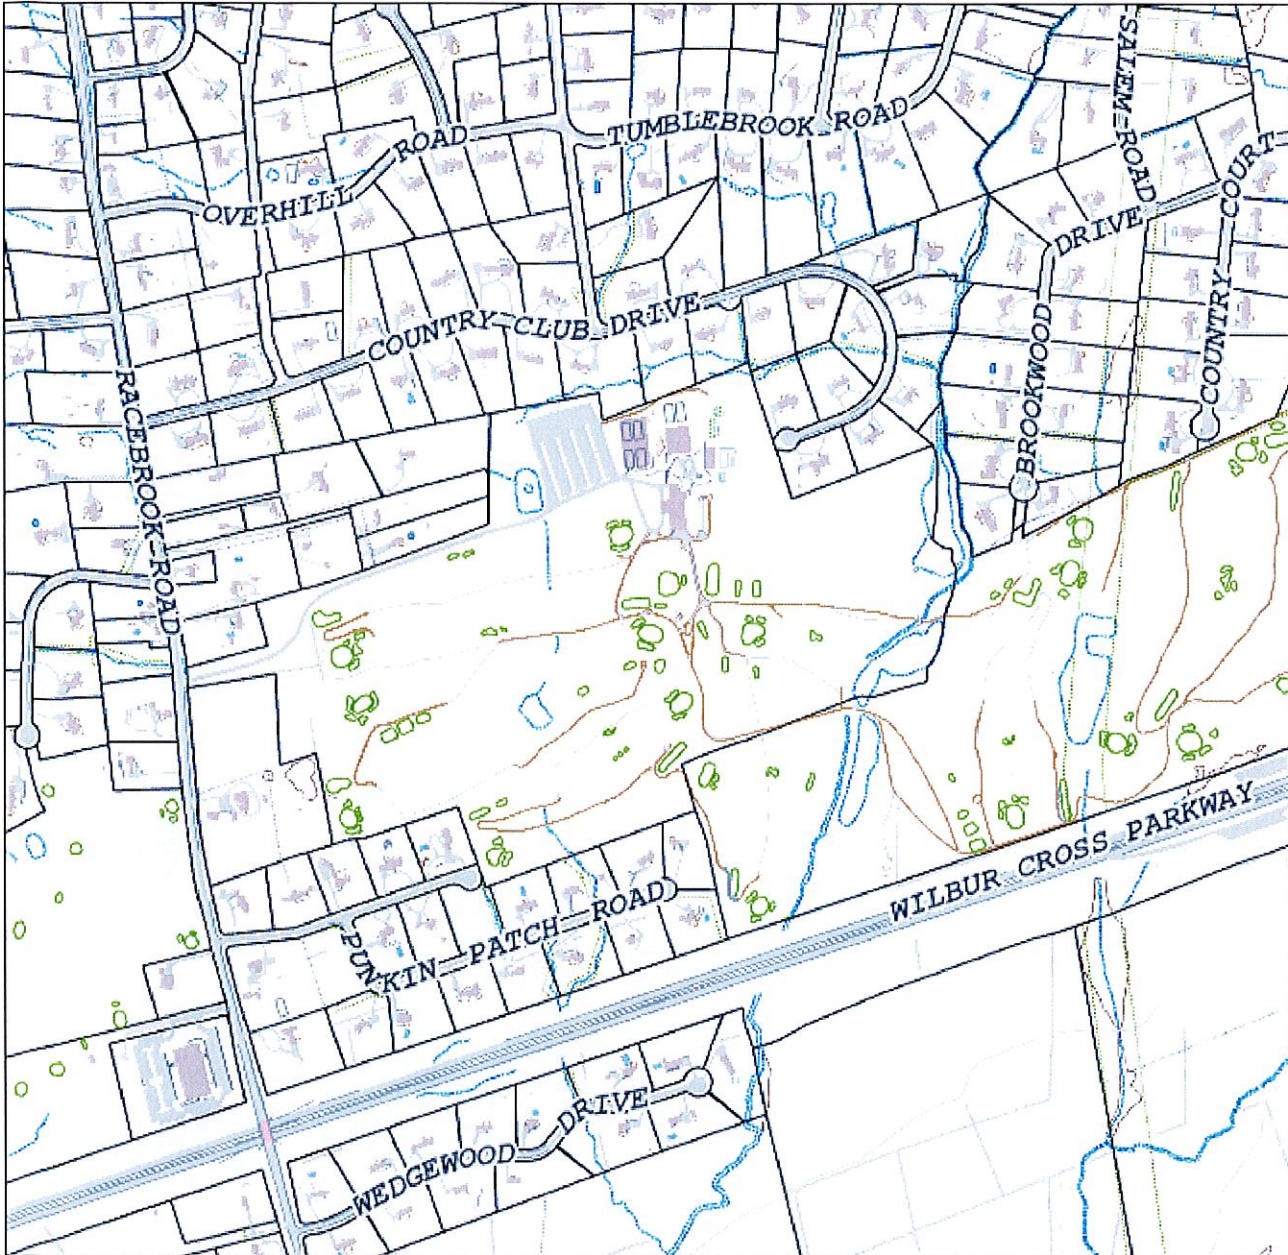 SALEM ROAD
TUMBLEBROOK ROAD
OVERHILL ROAD
BROOKWOOD DRIVE
COUNTRY COURT
COUNTRY CLUB DRIVE
RACEBROOK ROAD
WILBUR CROSS PARKWAY
PUNKIN PATCH ROAD
WEDGEWOOD DRIVE